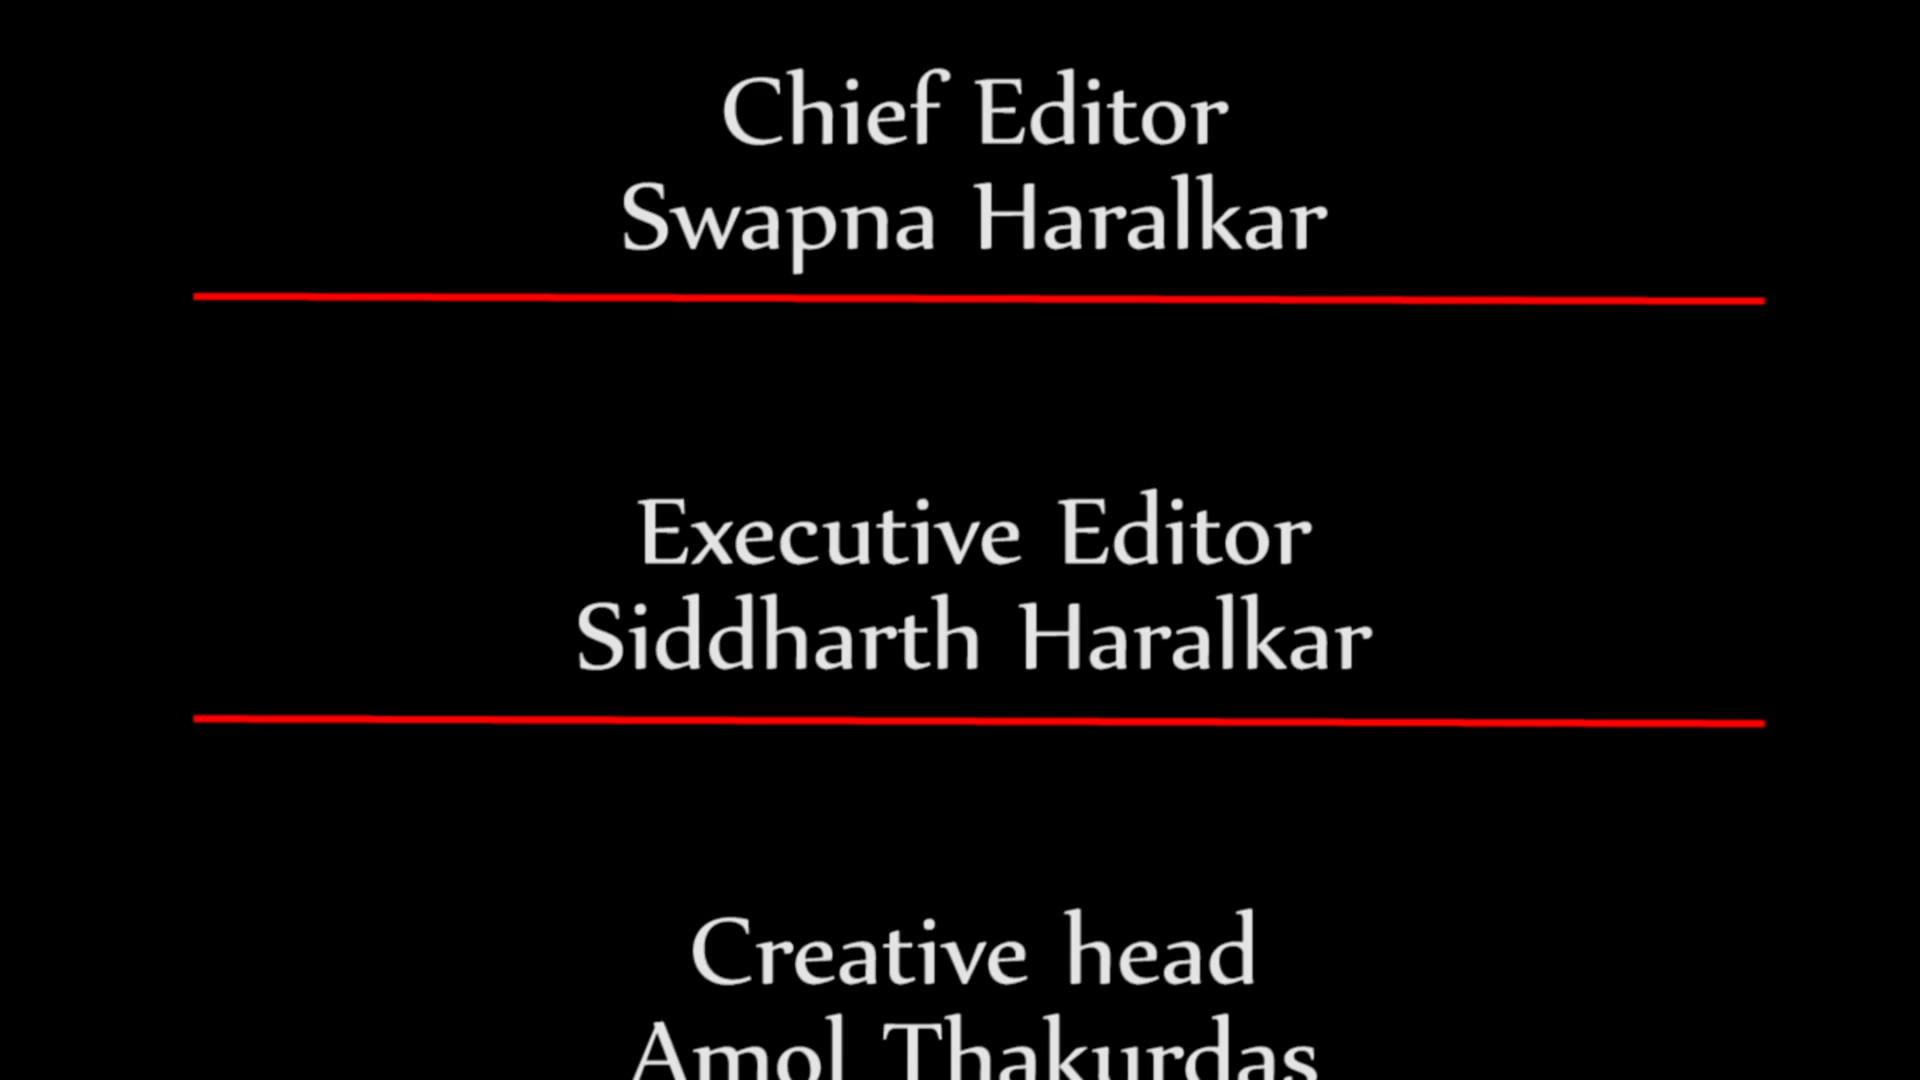 Chief Editor
Swapna Haralkar
Executive Editor
Siddharth Haralkar
Creative head
Amol Thakurdas